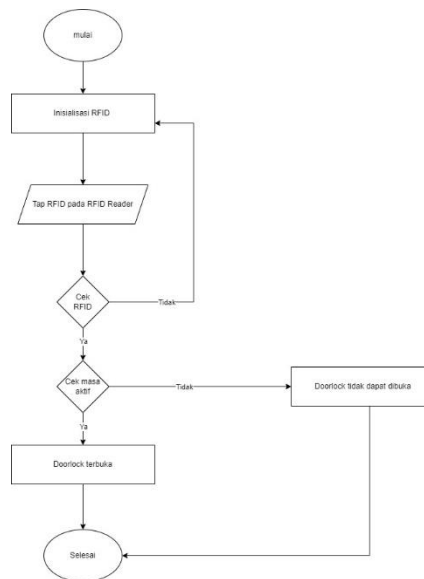 mulai
Inisialisasi RFID
Tap RFID pada RFID Reader
Cek
RFID
Tidak
Ya
Cek masa
aktif
Tidak
Doorlock tidak dapat dibuka
Ya
Doorlock terbuka
Selesai